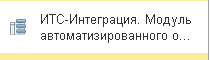 ИТС-Интеграция. Модуль
автоматизированного о...